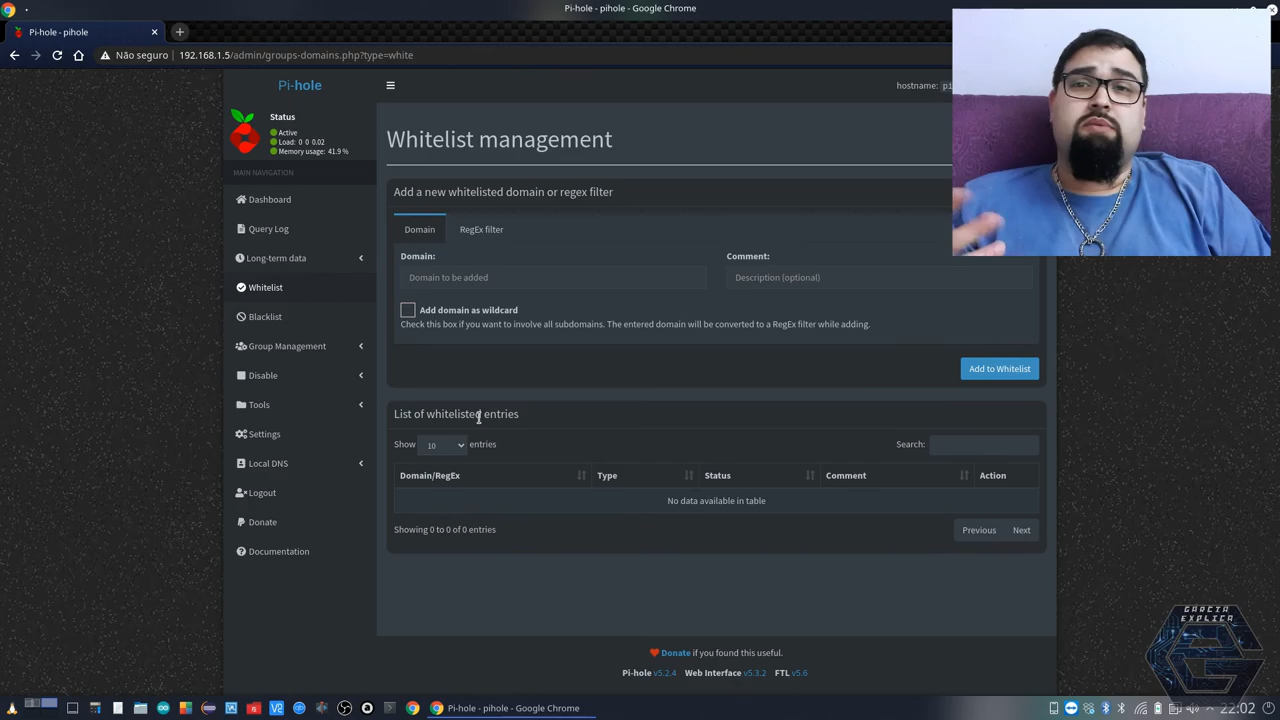 Pi-hole - pihole - Google Chrome
Pi-hole - pihole
Não seguro
192.168.1.5/admin/groups-domains.php?type=white
Pi-hole
hostname:
Status
Active
Load: 0 0 0,02
Memory usage: 41.9 %
MAIN NAVIGATION
Dashboard
Query Log
Long-term data
Whitelist
Blacklist
Group Management
Disable
Tools
Settings
Local DNS
Logout
Donate
Documentation
Whitelist management
Add a new whitelisted domain or regex filter
Domain
RegEx filter
Domain:
Comment:
Domain to be added
Description (optional)
Add domain as wildcard
Check this box if you want to involve all subdomains. The entered domain will be converted to a RegEx filter while adding.
Add to Whitelist
List of whitelisted entries
Show 10 entries
Search:
Domain/RegEx Type Status Comment Action
No data available in table
Showing 0 to 0 of 0 entries
Previous Next
Donate if you found this useful.
Pi-hole v5.2.4 Web Interface v5.3.2 FTL v5.6
GARCIA
EXPLICA
Pi-hole - pihole - Google Chrome
22:02